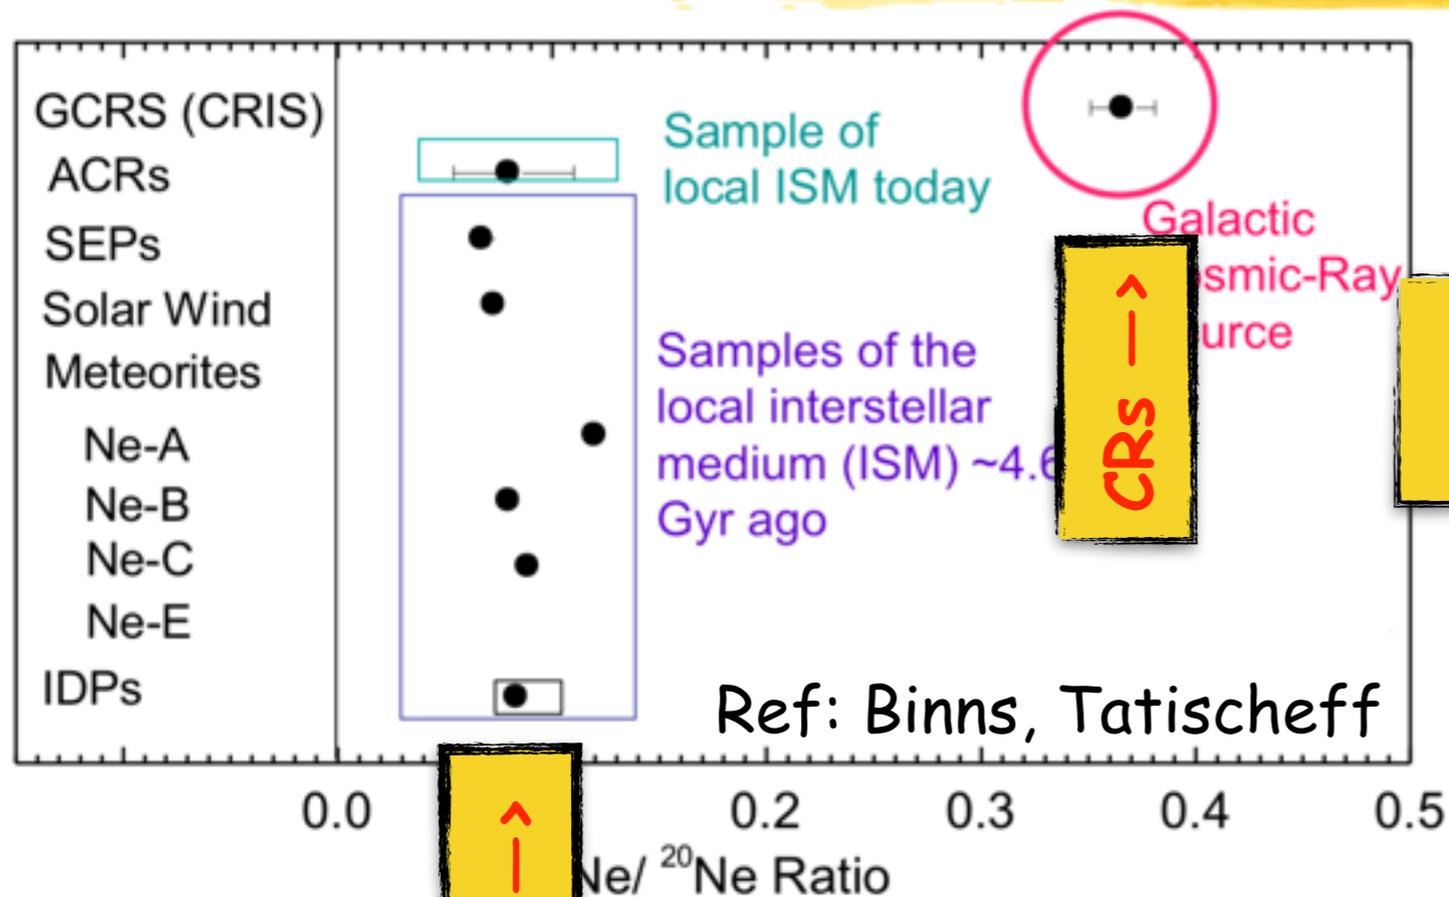 GCRS (CRIS)
ACRs
SEPs
Solar Wind
Meteorites
Ne-A
Ne-B
Ne-C
Ne-E
IDPs
Sample of
local ISM today
Galactic
osmic-Ray
urce
Samples of the
local interstellar
medium (ISM) ~4.6
Gyr ago
CRs —>
Ref: Binns, Tatischeff
0.0 0.2 0.3 0.4 0.5
—>
Ne/ ²⁰Ne Ratio